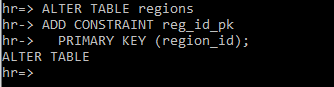 hr=> ALTER TABLE regions
hr-> ADD CONSTRAINT reg_id_pk
hr->   PRIMARY KEY (region_id);
ALTER TABLE
hr=>